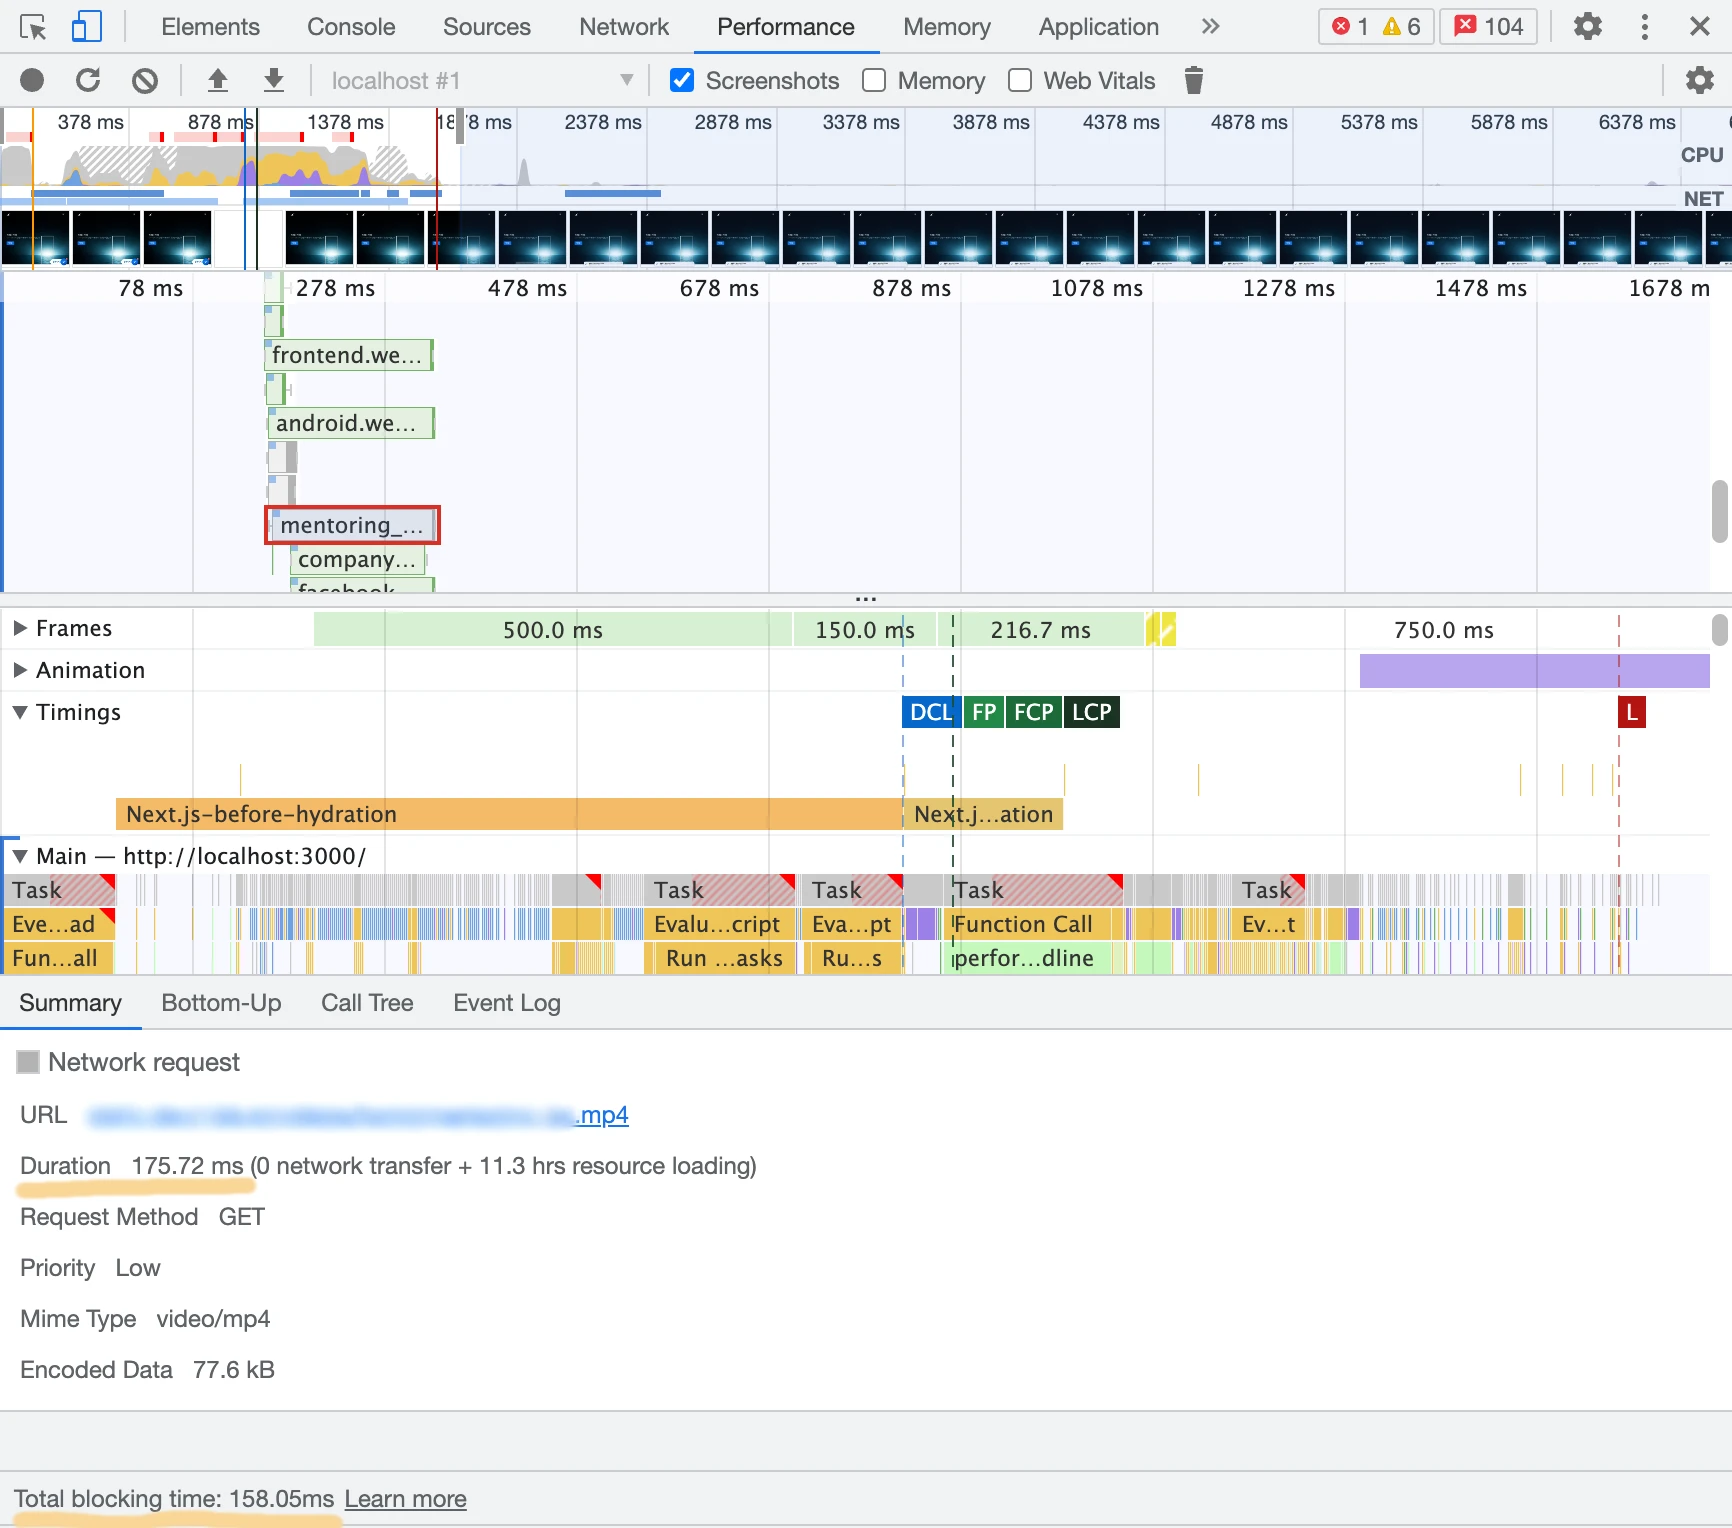 Elements Console Sources Network Performance Memory Application » 1 6 104
localhost #1 Screenshots Memory Web Vitals
378 ms 878 ms 1378 ms 2378 ms 2878 ms 3378 ms 3878 ms 4378 ms 4878 ms 5378 ms 5878 ms 6378 ms
CPU
NET
78 ms 278 ms 478 ms 678 ms 878 ms 1078 ms 1278 ms 1478 ms 1678 m
frontend.we...
android.we...
mentoring_...
company...
facebook
...
Frames 500.0 ms 150.0 ms 216.7 ms 750.0 ms
Animation
Timings DCL FP FCP LCP L
Next.js-before-hydration Next.j...ation
Main — http://localhost:3000/
Task Task Task Task Task
Eve...ad Evalu...cript Eva...pt Function Call Ev...t
Fun...all Run ...asks Ru...s perfor...dline
Summary Bottom-Up Call Tree Event Log
Network request
URL .mp4
Duration 175.72 ms (0 network transfer + 11.3 hrs resource loading)
Request Method GET
Priority Low
Mime Type video/mp4
Encoded Data 77.6 kB
Total blocking time: 158.05ms Learn more